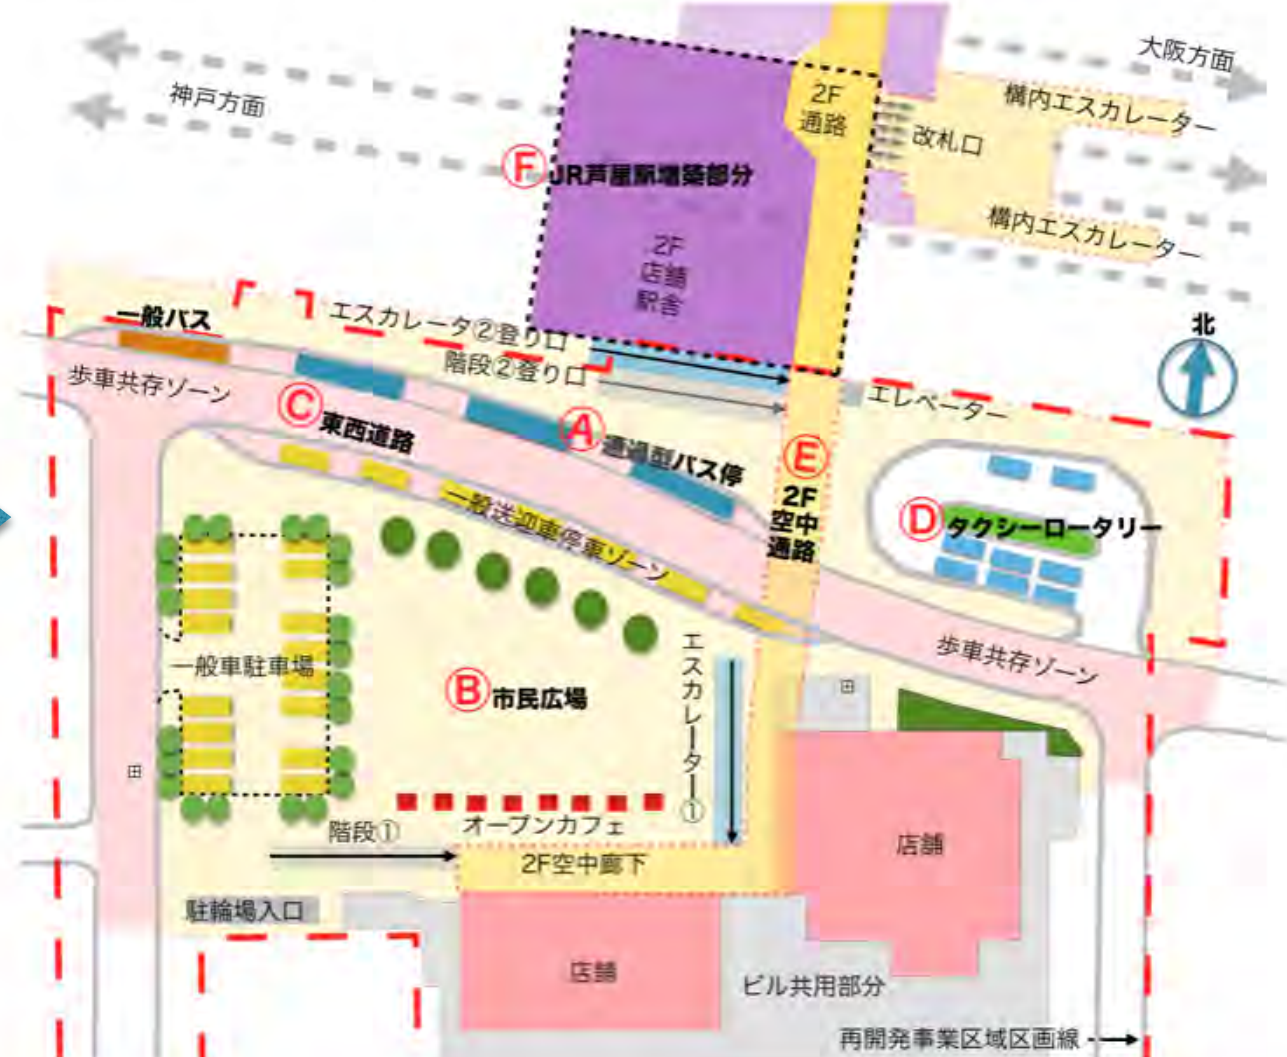 大阪方面
神戸方面
構内エスカレーター
2F
通路
改札口
Ⓕ JR芦屋駅増築部分
構内エスカレーター
2F
店舗
駅舎
北
一般バス
エスカレータ②登り口
階段②登り口
エレベーター
歩車共存ゾーン
Ⓒ 東西道路
Ⓐ 通過型バス停
Ⓔ
2F
空中
通路
Ⓓ タクシーロータリー
一般送迎車停車ゾーン
歩車共存ゾーン
一般車駐車場
Ⓑ 市民広場
エスカレーター①
オープンカフェ
階段①
2F空中廊下
店舗
駐輪場入口
店舗
ビル共用部分
再開発事業区域区画線